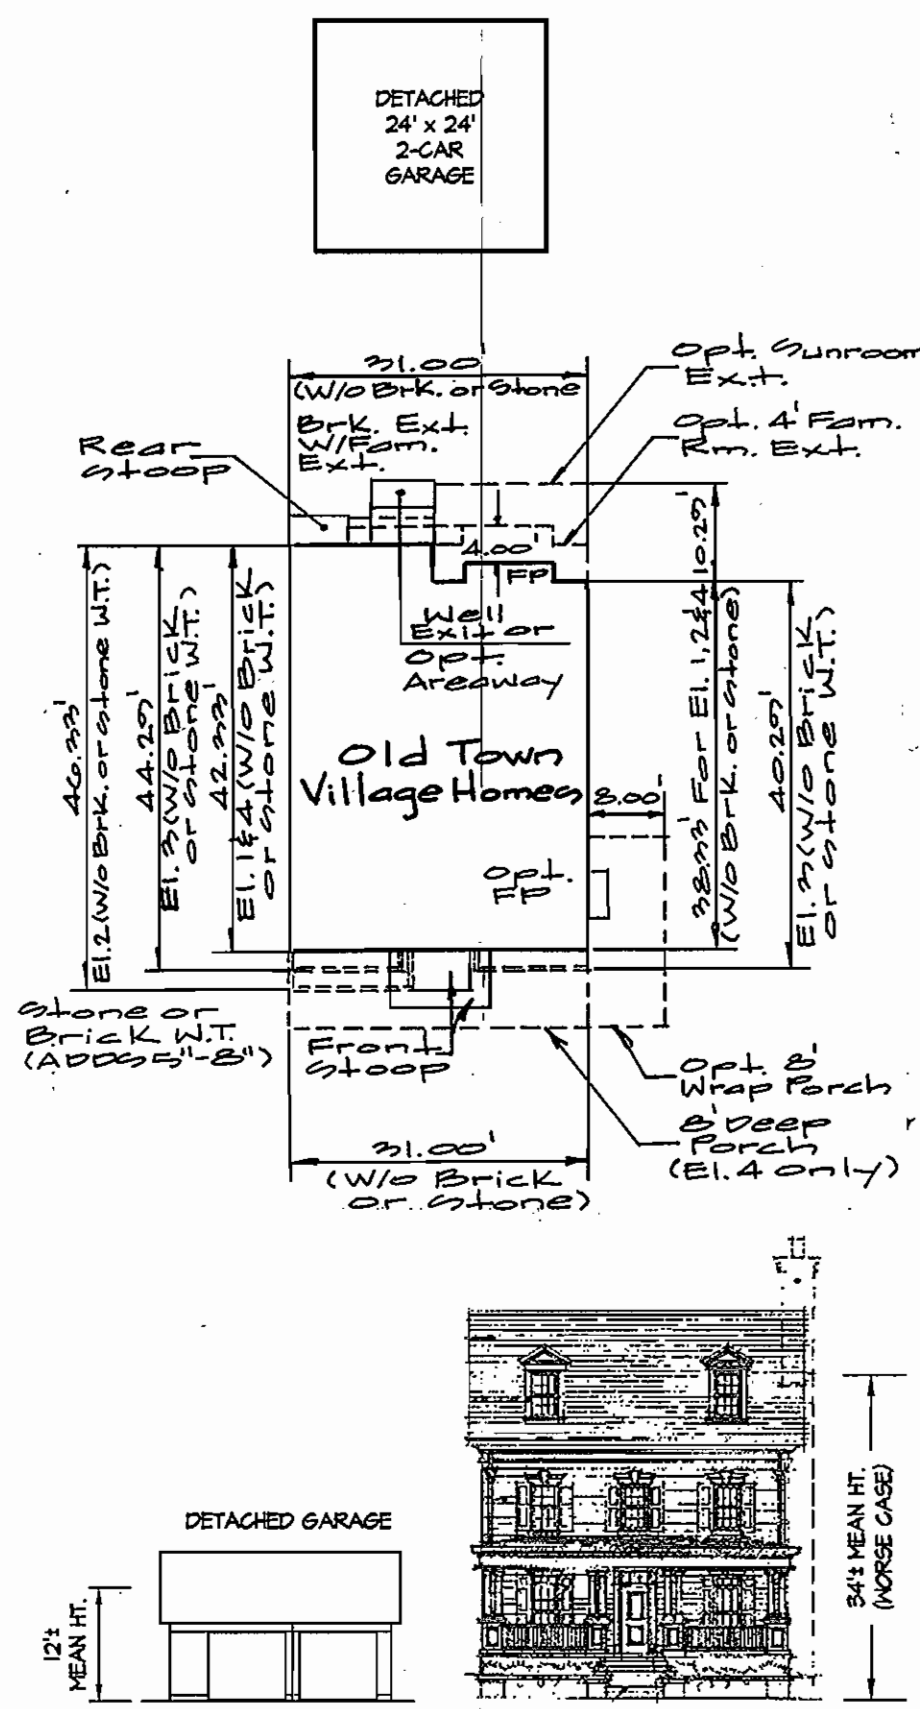 DETACHED
24' x 24'
2-CAR
GARAGE
31.00'
(W/o Brk. or Stone
Opt. Sunroom
Ext.
Brk. Ext.
W/Fam.
Ext.
Opt. 4' Fam.
Rm. Ext.
Rear
Stoop
4.00'
FP
Well
Exit or
Opt.
Areaway
46.33'
El.2 (W/o Brk. or Stone W.T.)
44.29'
El. 3 (W/o Brick
or Stone W.T.)
42.33'
El. 1 & 4 (W/o Brick
or Stone W.T.)
10.29'
38.33' For El. 1, 2 & 4
(W/o Brk. or Stone)
40.29'
El. 3 (W/o Brick
or Stone W.T.)
Old Town
Village Homes
8.00'
Opt.
FP
Stone or
Brick W.T.
(ADDS 5"-8")
Front
Stoop
Opt. 8'
Wrap Porch
8' Deep
Porch
(El. 4 Only)
31.00'
(W/o Brick
or Stone)
DETACHED GARAGE
12'±
MEAN HT.
34'± MEAN HT.
(WORSE CASE)